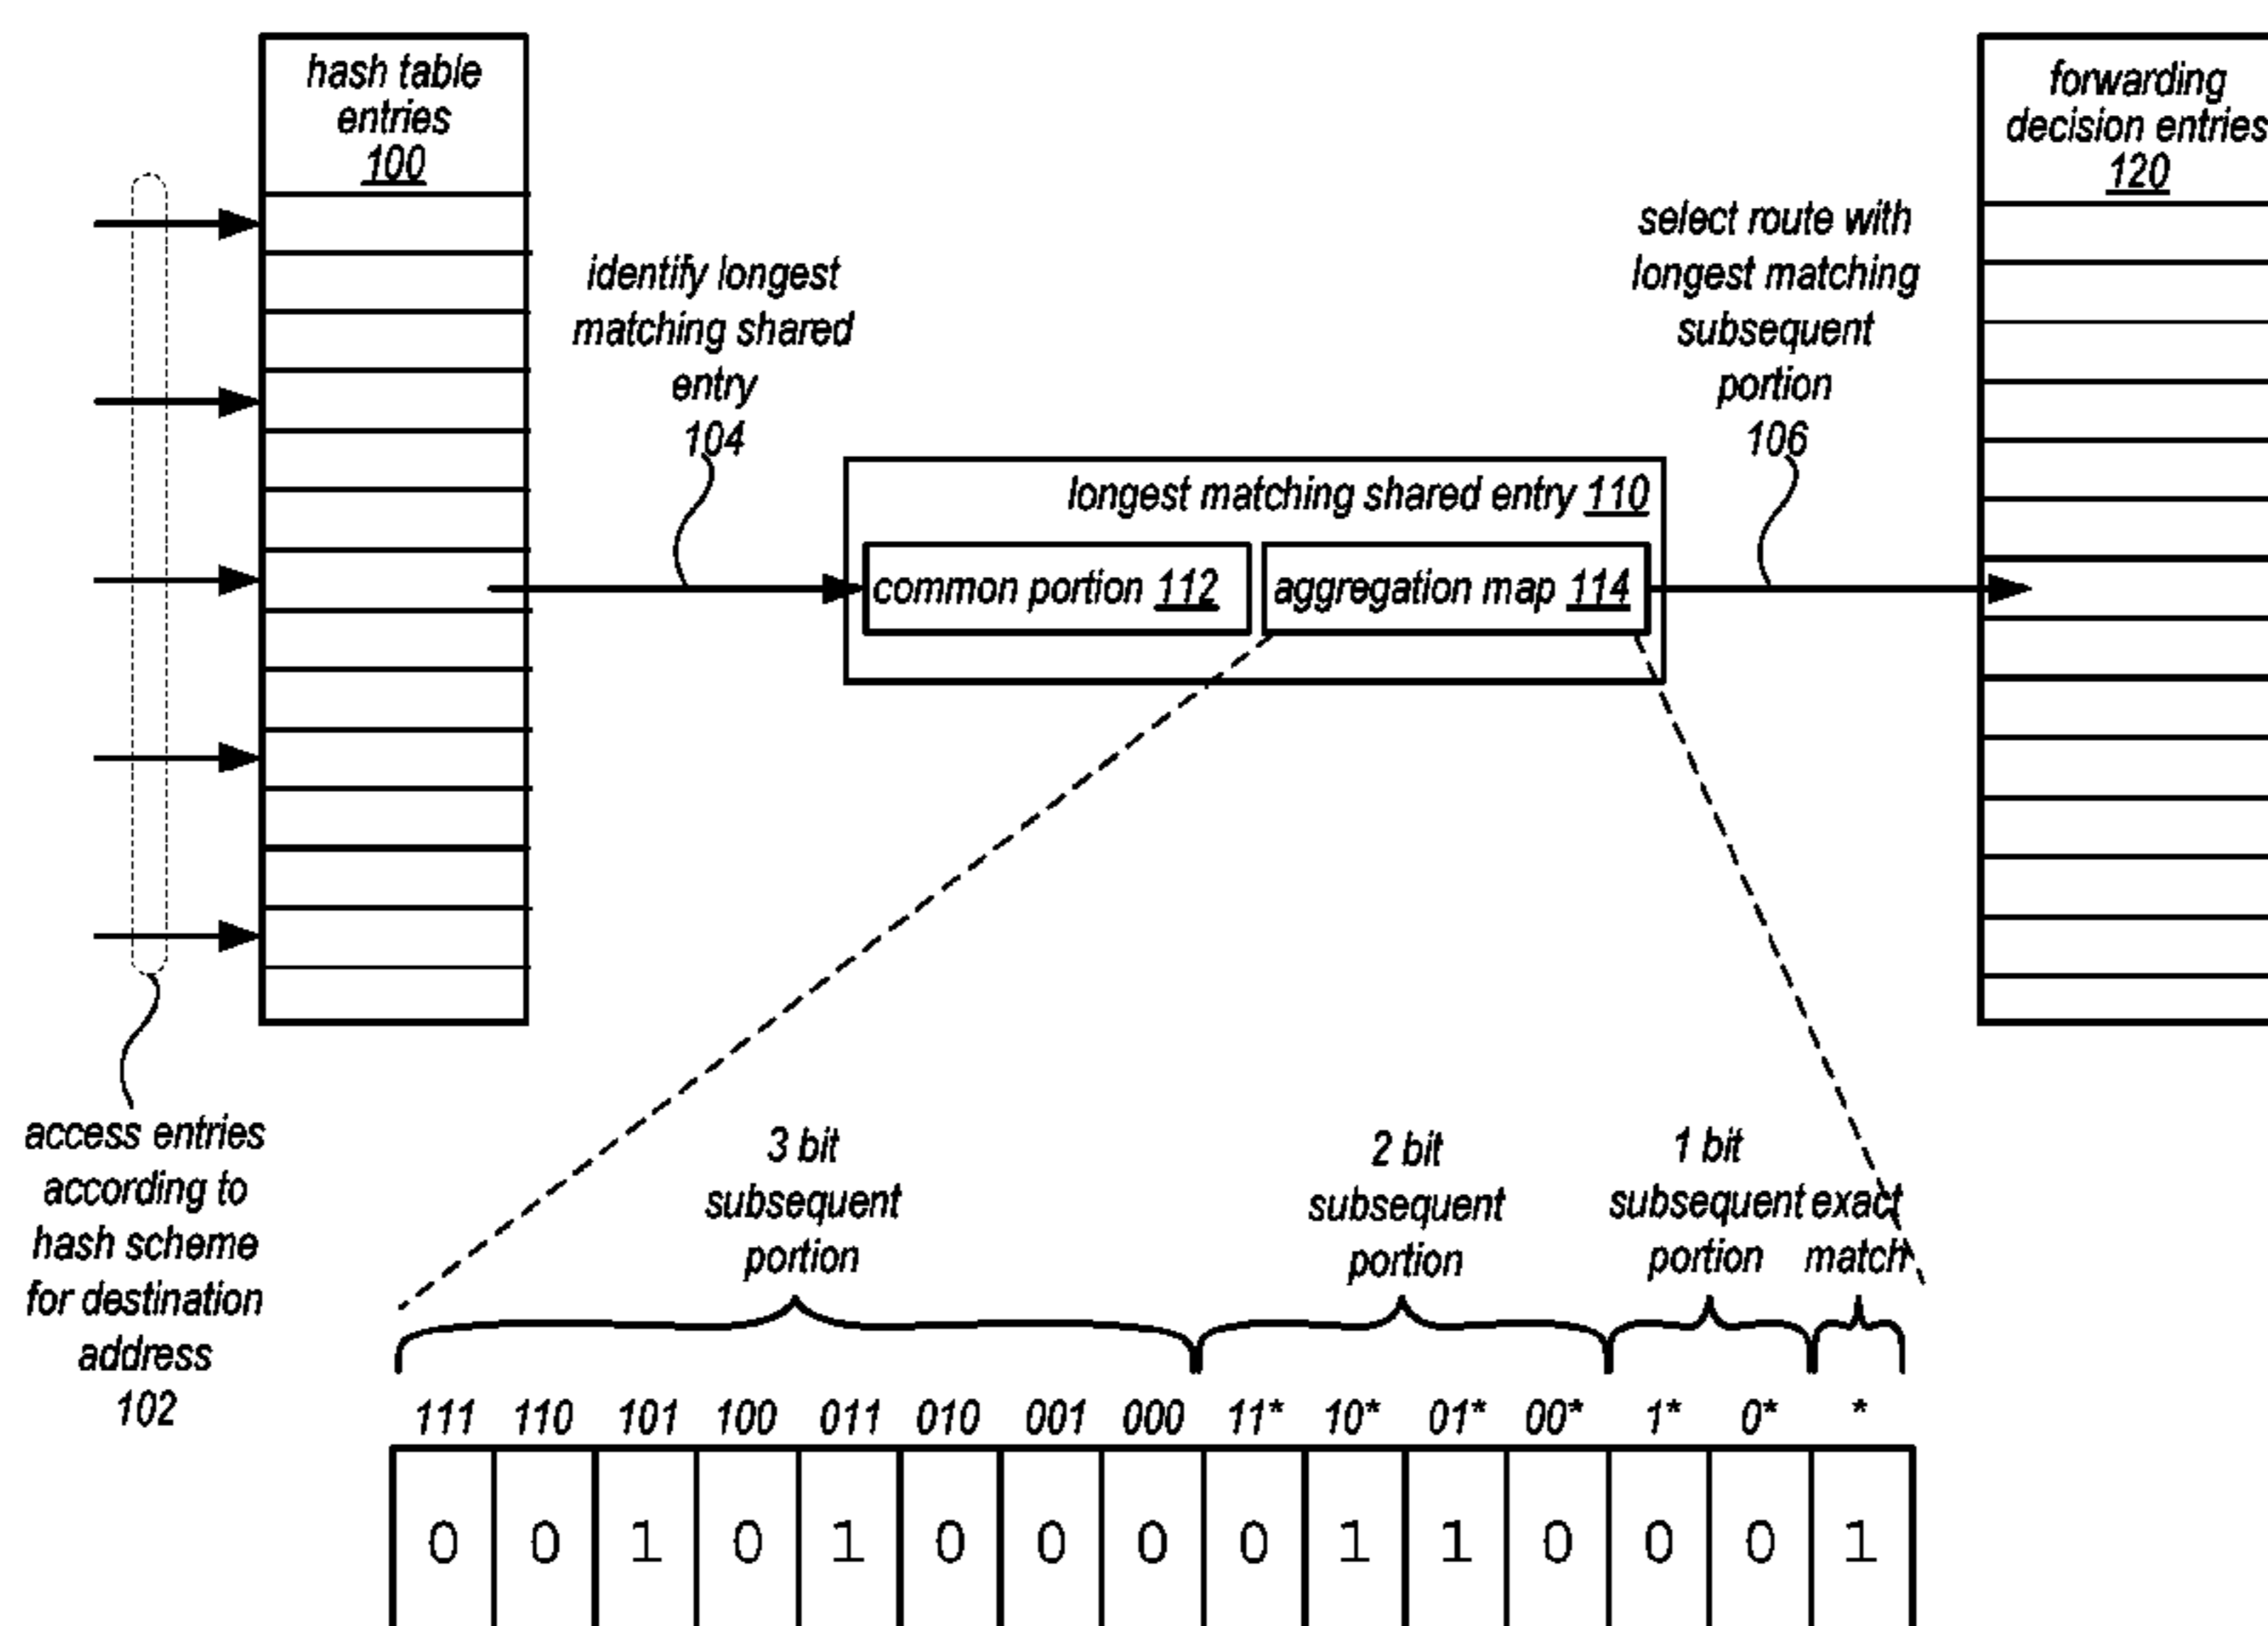 hash table
entries
100
identify longest
matching shared
entry
104
select route with
longest matching
subsequent
portion
106
forwarding
decision entries
120
longest matching shared entry 110
common portion 112
aggregation map 114
access entries
according to
hash scheme
for destination
address
102
3 bit
subsequent
portion
2 bit
subsequent
portion
1 bit
subsequent
portion
exact
match
111 110 101 100 011 010 001 000 11* 10* 01* 00* 1* 0* *
0 0 1 0 1 0 0 0 0 1 1 0 0 0 1